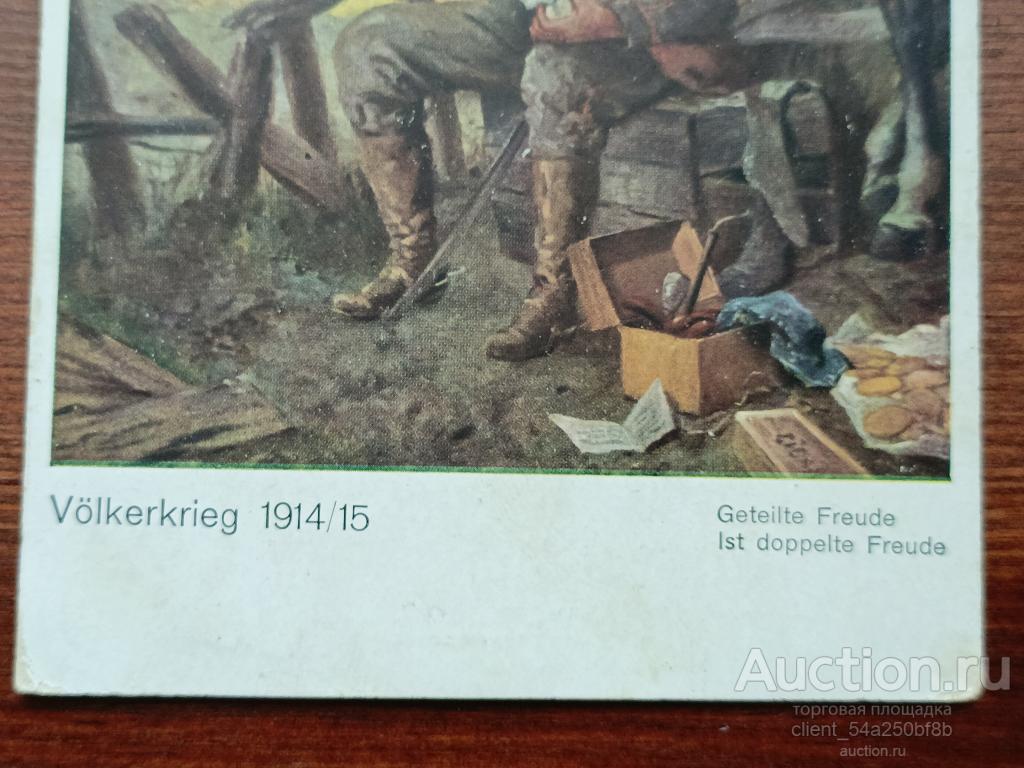 Völkerkrieg 1914/15
Geteilte Freude
Ist doppelte Freude
Auction.ru
торговая площадка
client_54a250bf8b
auction.ru